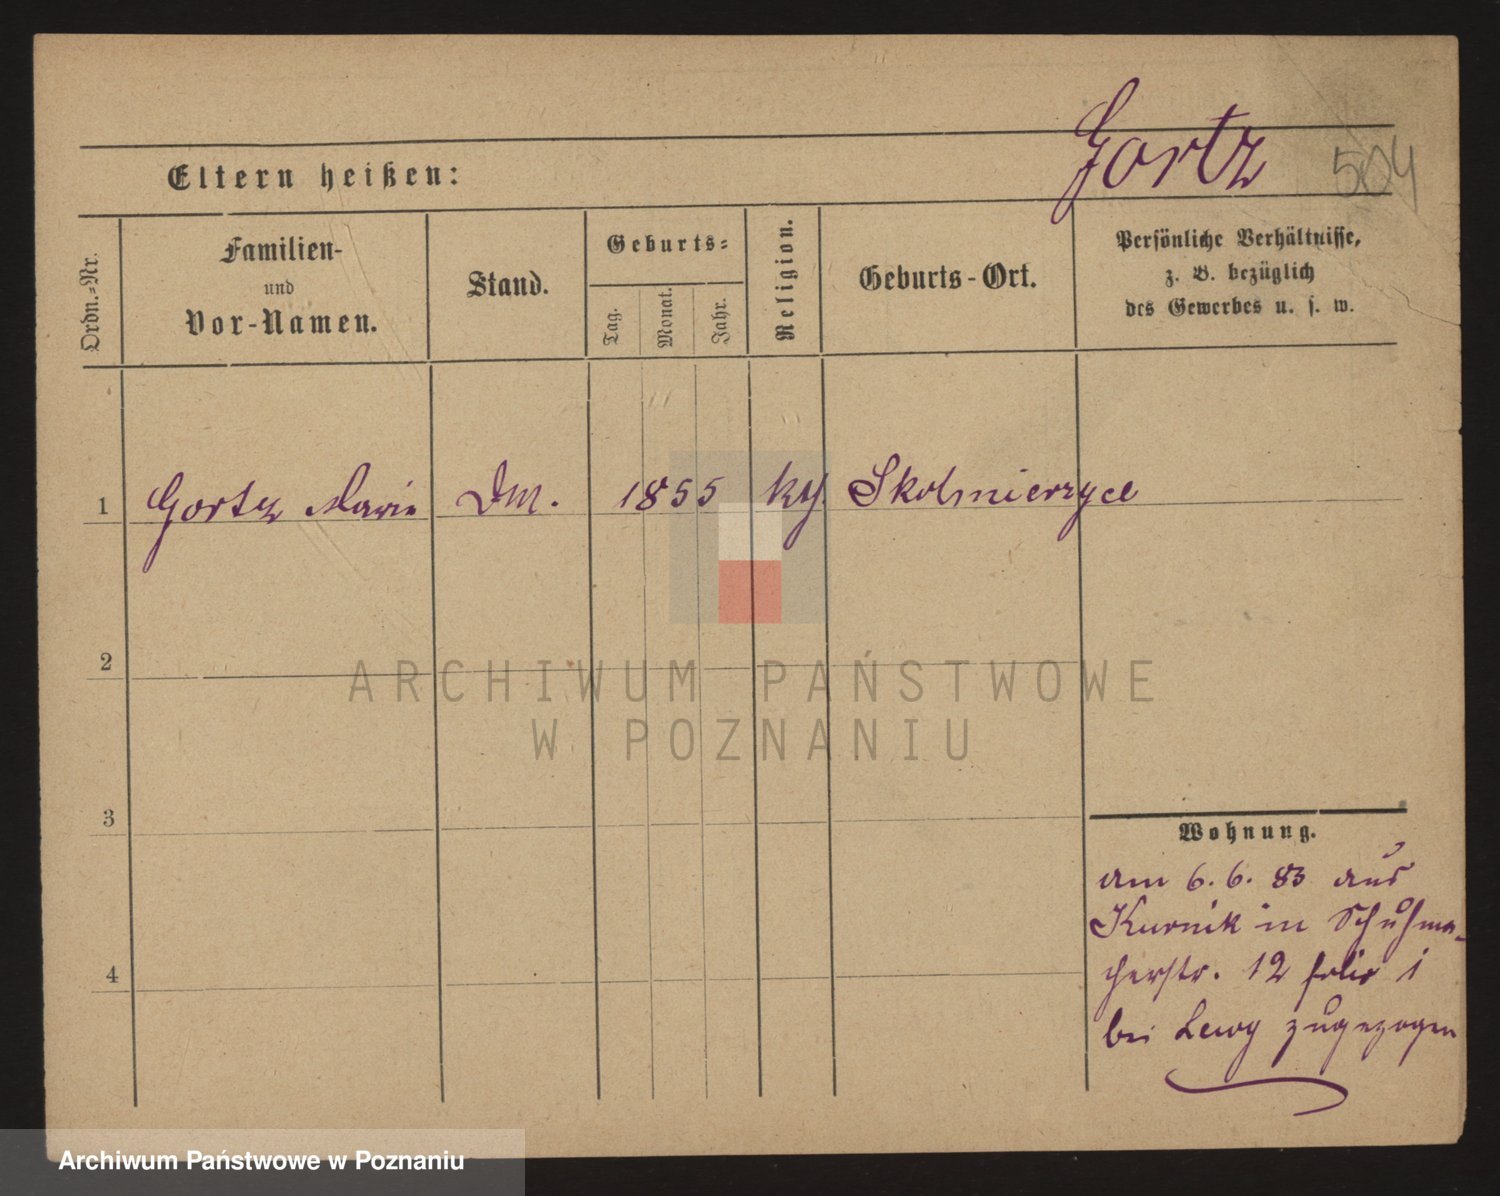 Gortz 504
Eltern heißen:
Ordn.-Nr.
Familien-
und
Vor-Namen.
Stand.
Geburts-
Tag.
Monat.
Jahr.
Religion.
Geburts-Ort.
Persönliche Verhältnisse,
z. B. bezüglich
des Gewerbes u. s. w.
1 Gortz Marie Dm. 1855 kth Skolmierzyce
2
3
4
Wohnung.
am 6. 6. 83 aus
Kurnik in Schuhma-
cherstr. 12 folio 1
bei Lewy zugezogen
ARCHIWUM PAŃSTWOWE
W POZNANIU
Archiwum Państwowe w Poznaniu